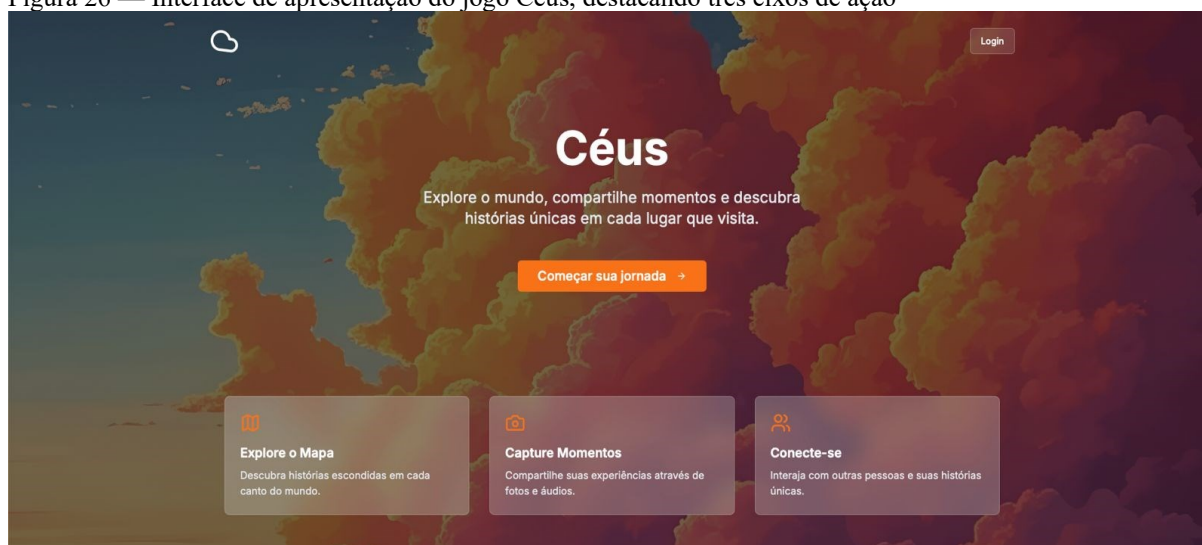 Figura 26 — Interface de apresentação do jogo Céus, destacando três eixos de ação
Login
Céus
Explore o mundo, compartilhe momentos e descubra
histórias únicas em cada lugar que visita.
Começar sua jornada →
Explore o Mapa
Descubra histórias escondidas em cada
canto do mundo.
Capture Momentos
Compartilhe suas experiências através de
fotos e áudios.
Conecte-se
Interaja com outras pessoas e suas histórias
únicas.